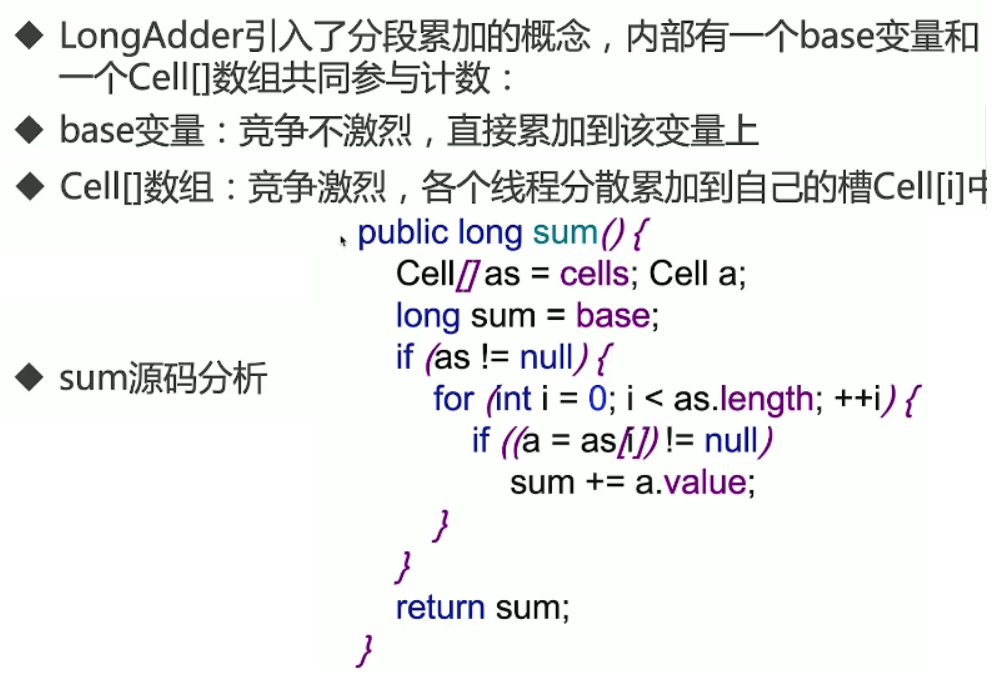 ◆ LongAdder引入了分段累加的概念，内部有一个base变量和
一个Cell[]数组共同参与计数：
◆ base变量：竞争不激烈，直接累加到该变量上
◆ Cell[]数组：竞争激烈，各个线程分散累加到自己的槽Cell[i]中
◆ sum源码分析
public long sum() {
Cell[] as = cells; Cell a;
long sum = base;
if (as != null) {
for (int i = 0; i < as.length; ++i) {
if ((a = as[i]) != null)
sum += a.value;
}
}
return sum;
}